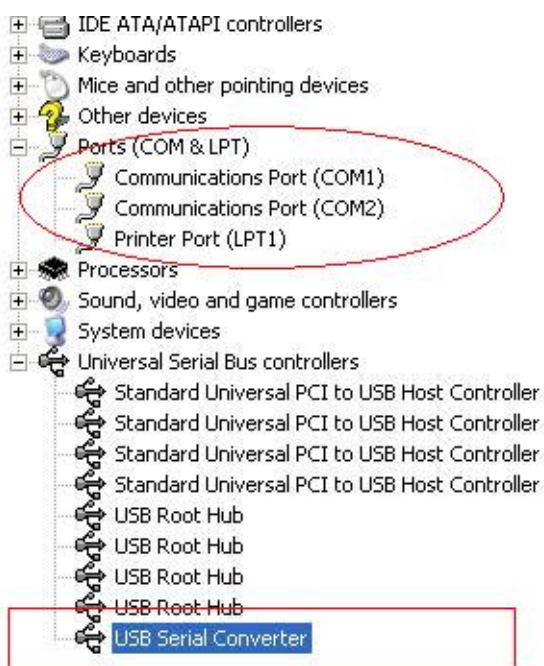 IDE ATA/ATAPI controllers
Keyboards
Mice and other pointing devices
Other devices
Ports (COM & LPT)
Communications Port (COM1)
Communications Port (COM2)
Printer Port (LPT1)
Processors
Sound, video and game controllers
System devices
Universal Serial Bus controllers
Standard Universal PCI to USB Host Controller
Standard Universal PCI to USB Host Controller
Standard Universal PCI to USB Host Controller
Standard Universal PCI to USB Host Controller
USB Root Hub
USB Root Hub
USB Root Hub
USB Root Hub
USB Serial Converter